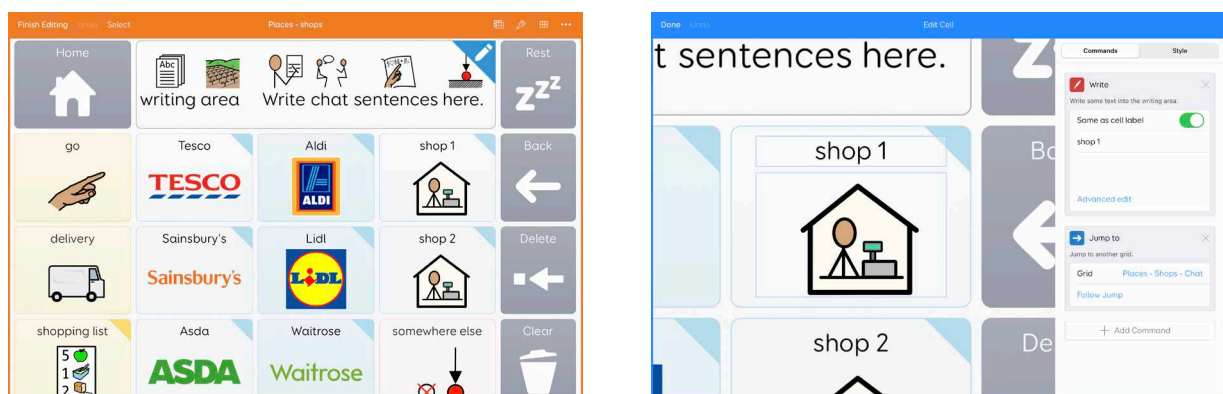 Finish Editing Undo Select Places - shops
Home
Abc
writing area Write chat sentences here.
Rest
zzz
go
Tesco
TESCO
Aldi
ALDI
shop 1
Back
delivery
Sainsbury's
Sainsbury's
Lidl
LIDL
shop 2
Delete
shopping list
5
1
2
Asda
ASDA
Waitrose
Waitrose
somewhere else
Clear
Done Undo Edit Cell
t sentences here.
shop 1
Ba
shop 2
De
Commands Style
Write
Write some text into the writing area.
Same as cell label
shop 1
Advanced edit
Jump to
Jump to another grid.
Grid Places - Shops - Chat
Follow Jump
+ Add Command